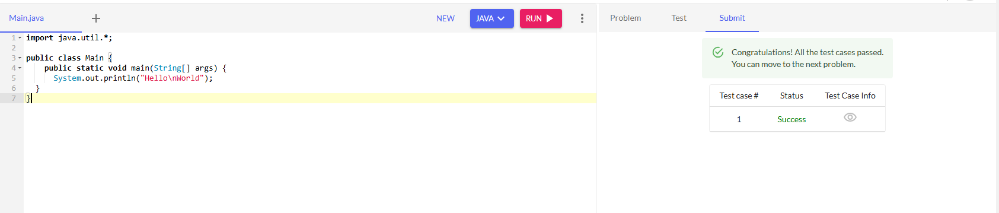 Main.java + NEW JAVA RUN
1 import java.util.*;
2
3 public class Main {
4 public static void main(String[] args) {
5 System.out.println("Hello\nWorld");
6 }
7 }
Problem Test Submit
Congratulations! All the test cases passed.
You can move to the next problem.
Test case # Status Test Case Info
1 Success